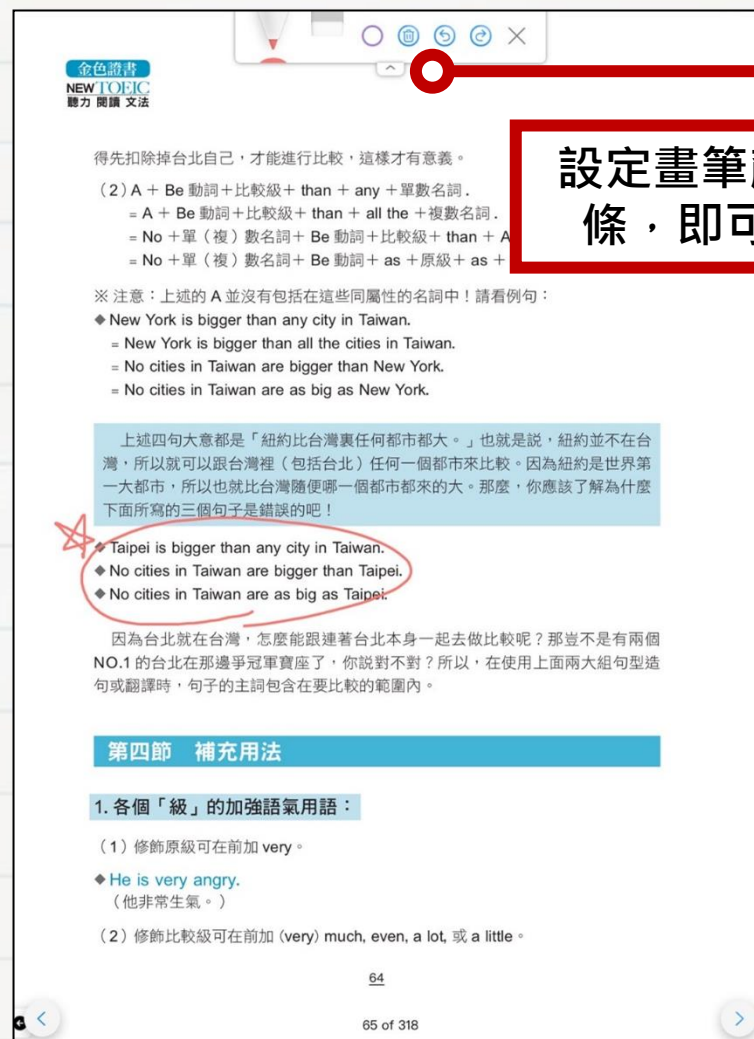 金色證書
NEW TOEIC
聽力 閱讀 文法
設定畫筆
條，即可
得先扣除掉台北自己，才能進行比較，這樣才有意義。
（2）A + Be 動詞＋比較級＋ than + any ＋單數名詞．
= A + Be 動詞＋比較級＋ than + all the ＋複數名詞．
= No ＋單（複）數名詞＋ Be 動詞＋比較級＋ than + A
= No ＋單（複）數名詞＋ Be 動詞＋ as ＋原級＋ as +
※ 注意：上述的 A 並沒有包括在這些同屬性的名詞中！請看例句：
◆ New York is bigger than any city in Taiwan.
= New York is bigger than all the cities in Taiwan.
= No cities in Taiwan are bigger than New York.
= No cities in Taiwan are as big as New York.
上述四句大意都是「紐約比台灣裏任何都市都大。」也就是說，紐約並不在台
灣，所以就可以跟台灣裡（包括台北）任何一個都市來比較。因為紐約是世界第
一大都市，所以也就比台灣隨便哪一個都市都來的大。那麼，你應該了解為什麼
下面所寫的三個句子是錯誤的吧！
◆ Taipei is bigger than any city in Taiwan.
◆ No cities in Taiwan are bigger than Taipei.
◆ No cities in Taiwan are as big as Taipei.
因為台北就在台灣，怎麼能跟連著台北本身一起去做比較呢？那豈不是有兩個
NO.1 的台北在那邊爭冠軍寶座了，你說對不對？所以，在使用上面兩大組句型造
句或翻譯時，句子的主詞包含在要比較的範圍內。
第四節　補充用法
1. 各個「級」的加強語氣用語：
（1）修飾原級可在前加 very。
◆ He is very angry.
（他非常生氣。）
（2）修飾比較級可在前加 (very) much, even, a lot, 或 a little。
64
65 of 318